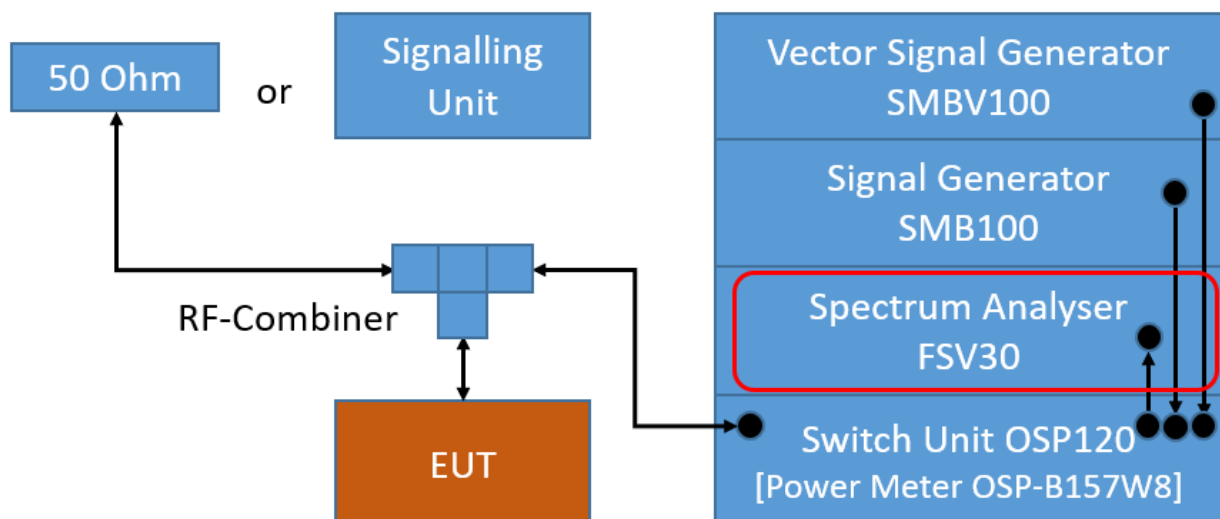 50 Ohm
or
Signalling
Unit
Vector Signal Generator
SMBV100
Signal Generator
SMB100
Spectrum Analyser
FSV30
RF-Combiner
EUT
Switch Unit OSP120
[Power Meter OSP-B157W8]